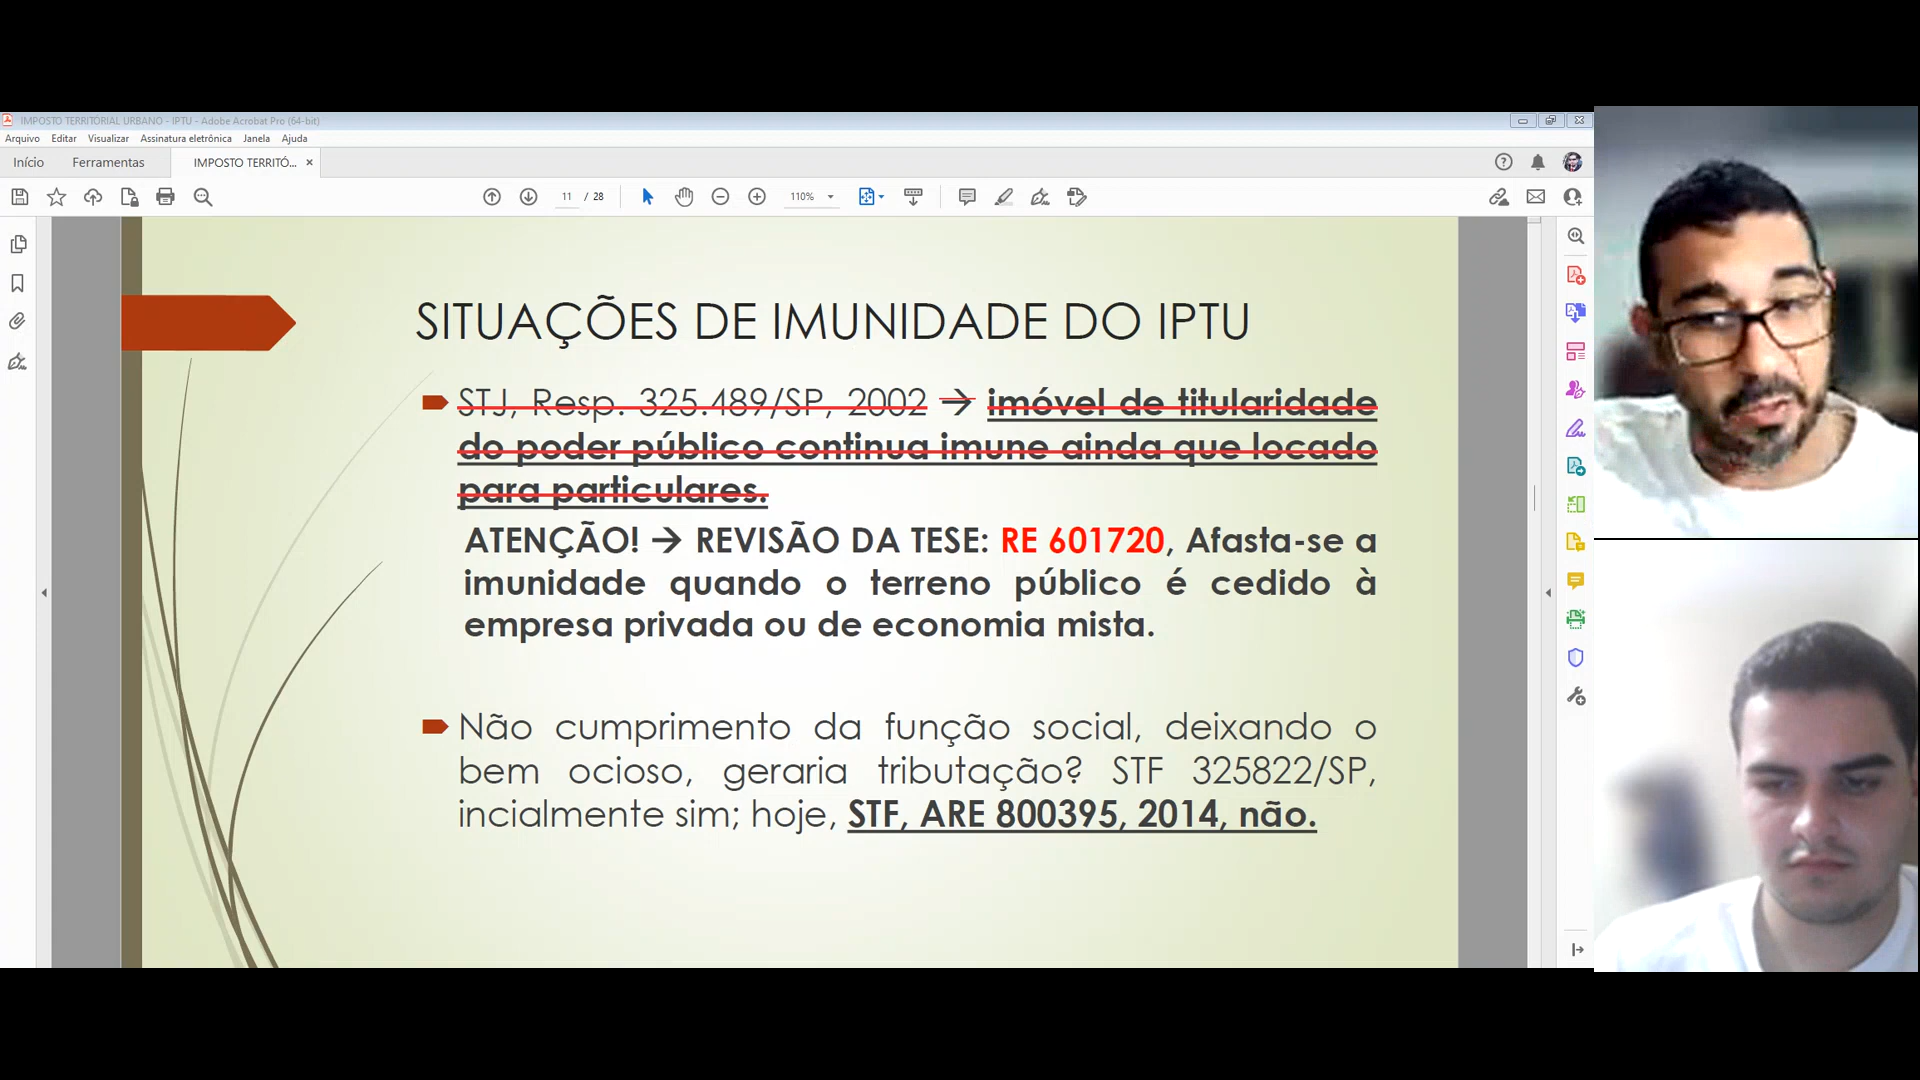 IMPOSTO TERRITÓRIAL URBANO - IPTU - Adobe Acrobat Pro (64-bit)
Arquivo Editar Visualizar Assinatura eletrônica Janela Ajuda
Início Ferramentas IMPOSTO TERRITÓ... ×
11 / 28 110%
SITUAÇÕES DE IMUNIDADE DO IPTU
STJ, Resp. 325.489/SP, 2002 → imóvel de titularidade
do poder público continua imune ainda que locado
para particulares.
ATENÇÃO! → REVISÃO DA TESE: RE 601720, Afasta-se a
imunidade quando o terreno público é cedido à
empresa privada ou de economia mista.
Não cumprimento da função social, deixando o
bem ocioso, geraria tributação? STF 325822/SP,
incialmente sim; hoje, STF, ARE 800395, 2014, não.